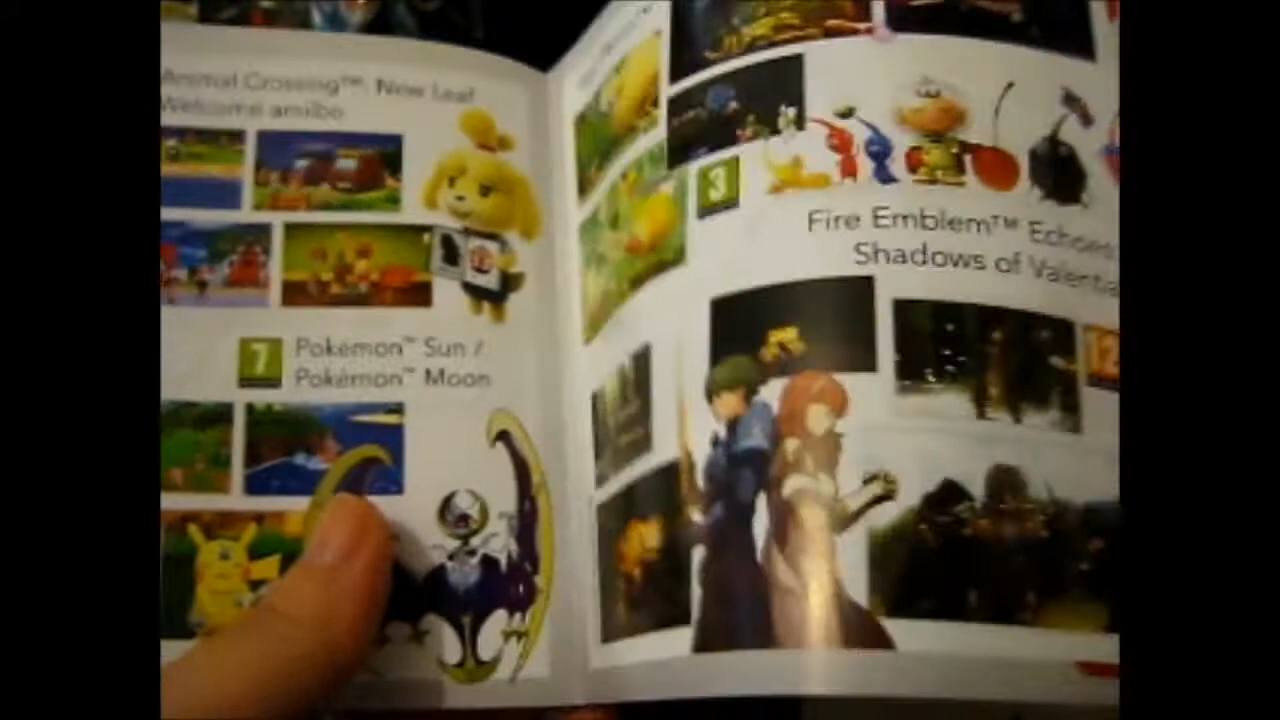 Animal Crossing™: New Leaf
Welcome amiibo
7
Pokémon™ Sun /
Pokémon™ Moon
3
Fire Emblem™ Echoes:
Shadows of Valentia
12